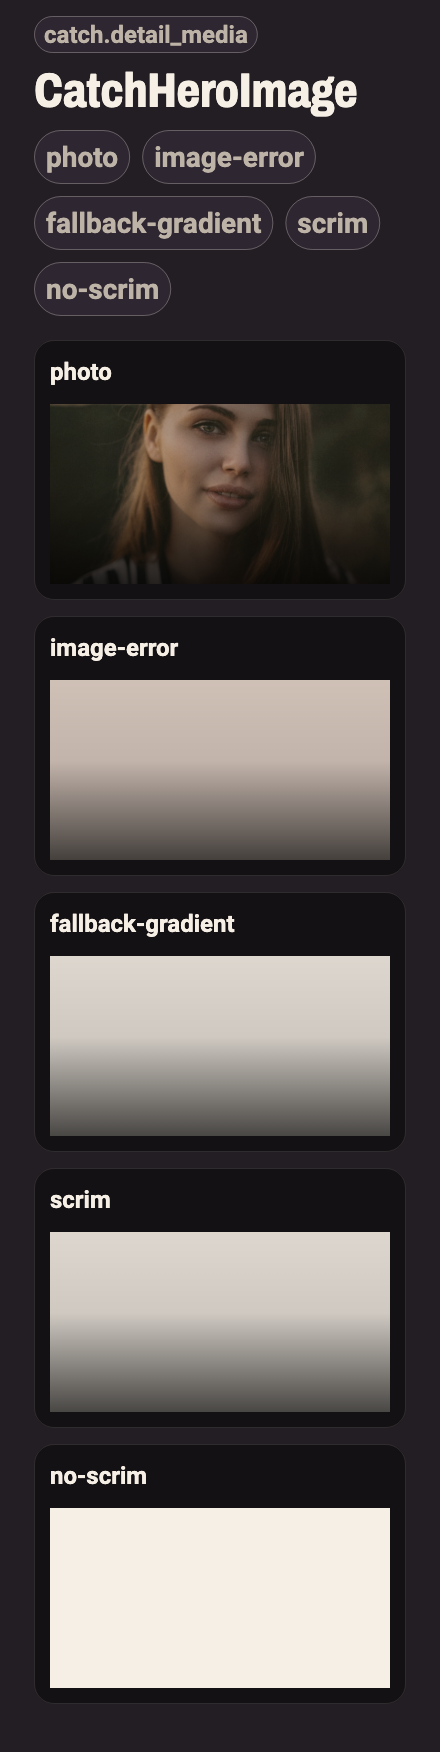 catch.detail_media
CatchHeroImage
photo image-error
fallback-gradient scrim
no-scrim
photo
image-error
fallback-gradient
scrim
no-scrim